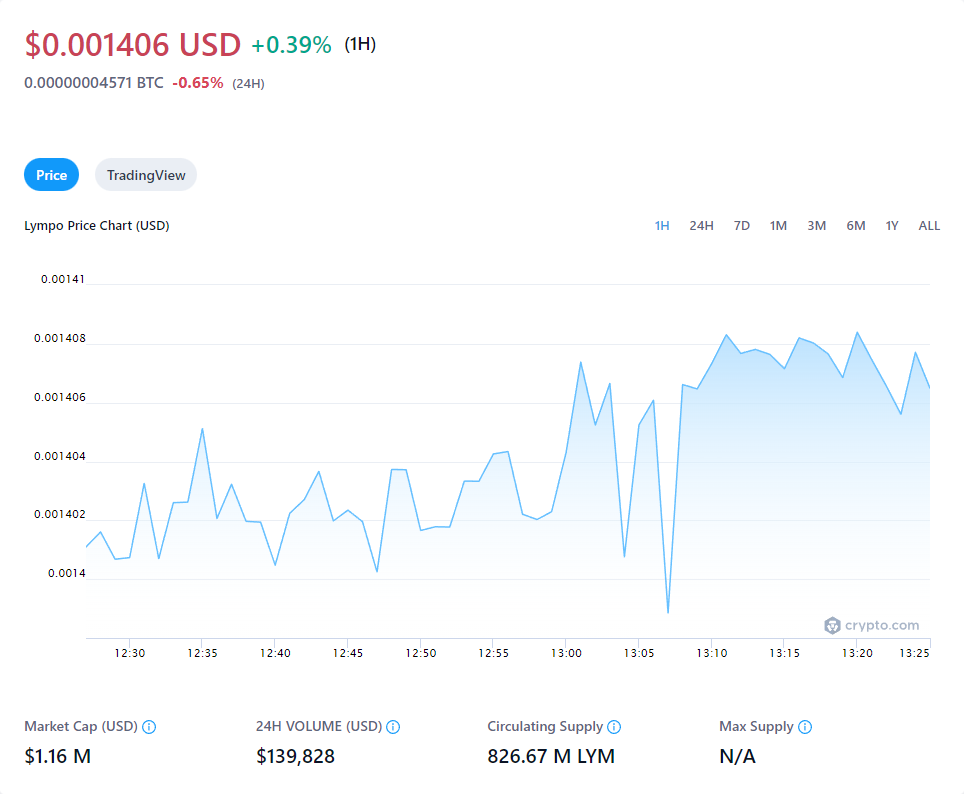 $0.001406 USD +0.39% (1H)
0.00000004571 BTC -0.65% (24H)
Price TradingView
Lympo Price Chart (USD) 1H 24H 7D 1M 3M 6M 1Y ALL
0.00141
0.001408
0.001406
0.001404
0.001402
0.0014
crypto.com
12:30 12:35 12:40 12:45 12:50 12:55 13:00 13:05 13:10 13:15 13:20 13:25
Market Cap (USD) 24H VOLUME (USD) Circulating Supply Max Supply
$1.16 M $139,828 826.67 M LYM N/A